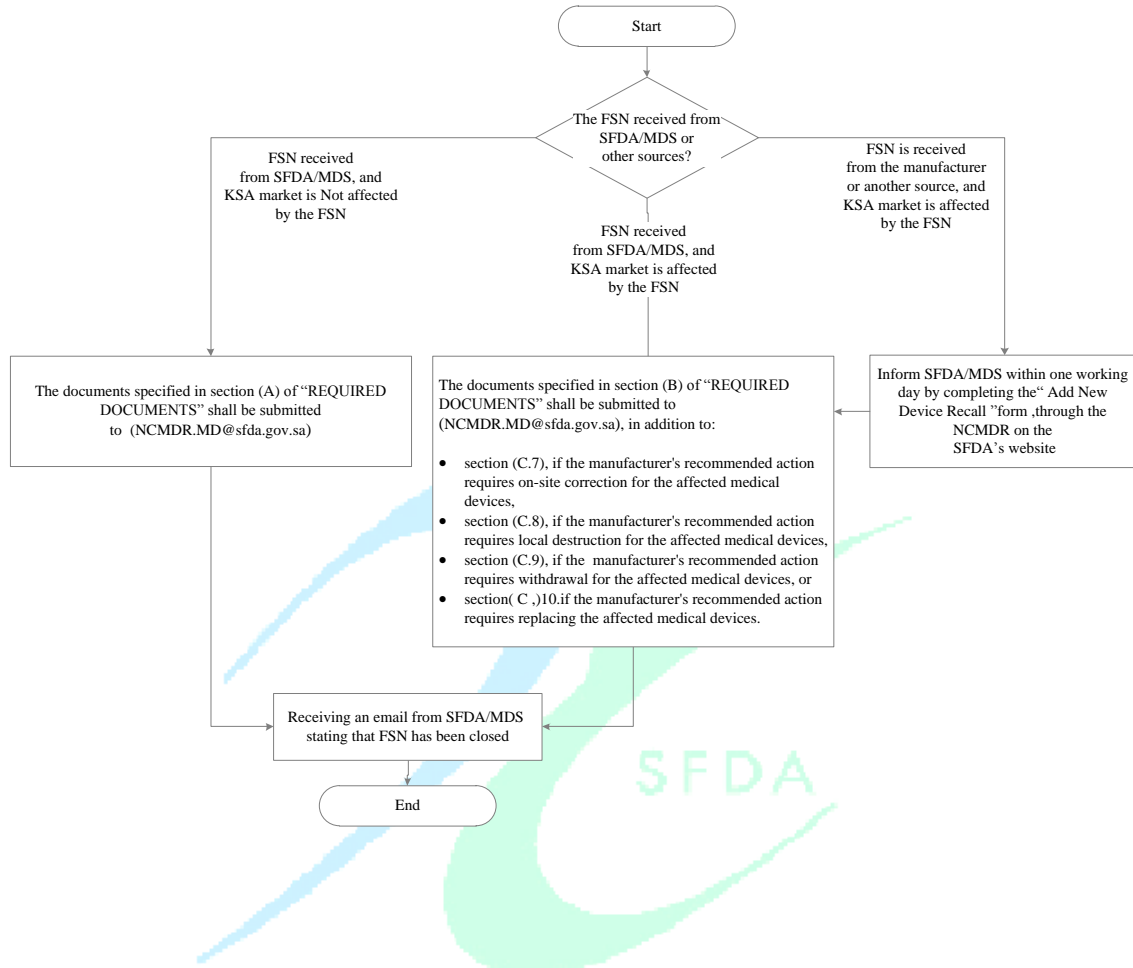 Start
The FSN received from
SFDA/MDS or
other sources?
FSN received
from SFDA/MDS, and
KSA market is Not affected
by the FSN
FSN received
from SFDA/MDS, and
KSA market is affected
by the FSN
FSN is received
from the manufacturer
or another source, and
KSA market is affected
by the FSN
The documents specified in section (A) of “REQUIRED
DOCUMENTS” shall be submitted
to (NCMDR.MD@sfda.gov.sa)
The documents specified in section (B) of “REQUIRED
DOCUMENTS” shall be submitted to
(NCMDR.MD@sfda.gov.sa), in addition to:
• section (C.7), if the manufacturer's recommended action
requires on-site correction for the affected medical
devices,
• section (C.8), if the manufacturer's recommended action
requires local destruction for the affected medical devices,
• section (C.9), if the manufacturer's recommended action
requires withdrawal for the affected medical devices, or
• section( C ,)10.if the manufacturer's recommended action
requires replacing the affected medical devices.
Inform SFDA/MDS within one working
day by completing the“ Add New
Device Recall ”form ,through the
NCMDR on the
SFDA’s website
Receiving an email from SFDA/MDS
stating that FSN has been closed
SFDA
End